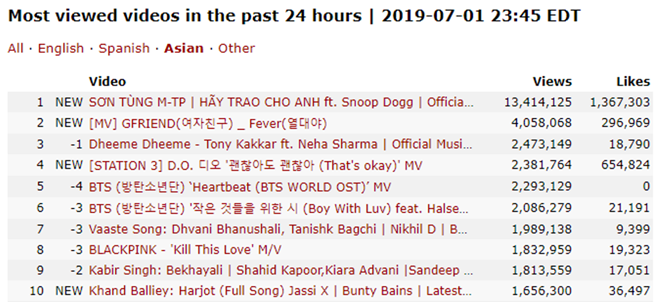 Most viewed videos in the past 24 hours | 2019-07-01 23:45 EDT
All · English · Spanish · Asian · Other
Video Views Likes
1 NEW SƠN TÙNG M-TP | HÃY TRAO CHO ANH ft. Snoop Dogg | Officia... 13,414,125 1,367,303
2 NEW [MV] GFRIEND(여자친구) _ Fever(열대야) 4,058,068 296,969
3 -1 Dheeme Dheeme - Tony Kakkar ft. Neha Sharma | Official Musi... 2,473,149 18,790
4 NEW [STATION 3] D.O. 디오 '괜찮아도 괜찮아 (That's okay)' MV 2,381,764 654,824
5 -4 BTS (방탄소년단) ‘Heartbeat (BTS WORLD OST)’ MV 2,293,129 0
6 -3 BTS (방탄소년단) '작은 것들을 위한 시 (Boy With Luv) feat. Halse... 2,086,279 21,191
7 -3 Vaaste Song: Dhvani Bhanushali, Tanishk Bagchi | Nikhil D | B... 1,989,138 9,399
8 -3 BLACKPINK - 'Kill This Love' M/V 1,832,959 19,323
9 -2 Kabir Singh: Bekhayali | Shahid Kapoor,Kiara Advani |Sandeep ... 1,813,559 17,051
10 NEW Khand Balliey: Harjot (Full Song) Jassi X | Bunty Bains | Latest... 1,656,300 36,497